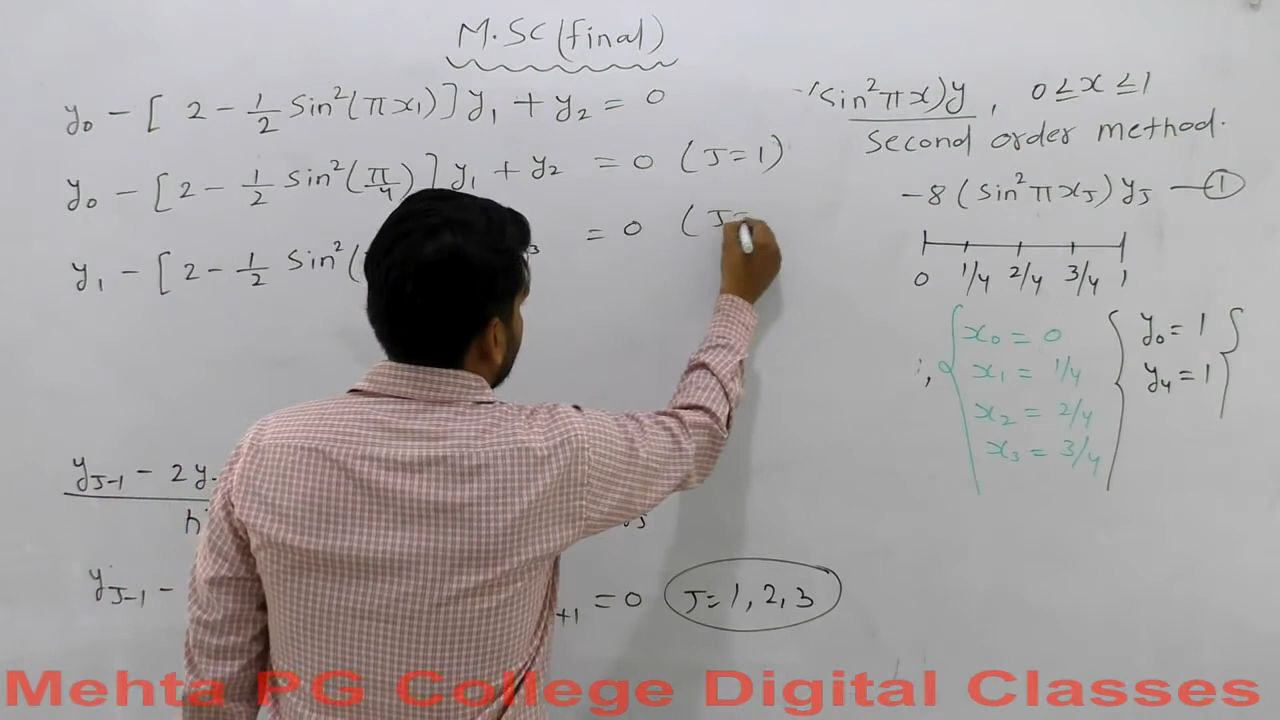 M.SC(final)
y₀ - [ 2 - 1/2 Sin²(πx₁)] y₁ + y₂ = 0
y₀ - [ 2 - 1/2 Sin²(π/4) ] y₁ + y₂ = 0 (J=1)
y₁ - [ 2 - 1/2 Sin²( ₃ = 0 (J=
y_J-1 - 2y
y_J-1 -
+1 = 0 J=1, 2, 3
Sin²πx)y , 0≤x≤1
Second order method.
-8 (Sin²πx_J) y_J — ①
0 1/4 2/4 3/4 1
x₀ = 0
x₁ = 1/4
x₂ = 2/4
x₃ = 3/4
y₀ = 1
y₄ = 1
Mehta PG College Digital Classes